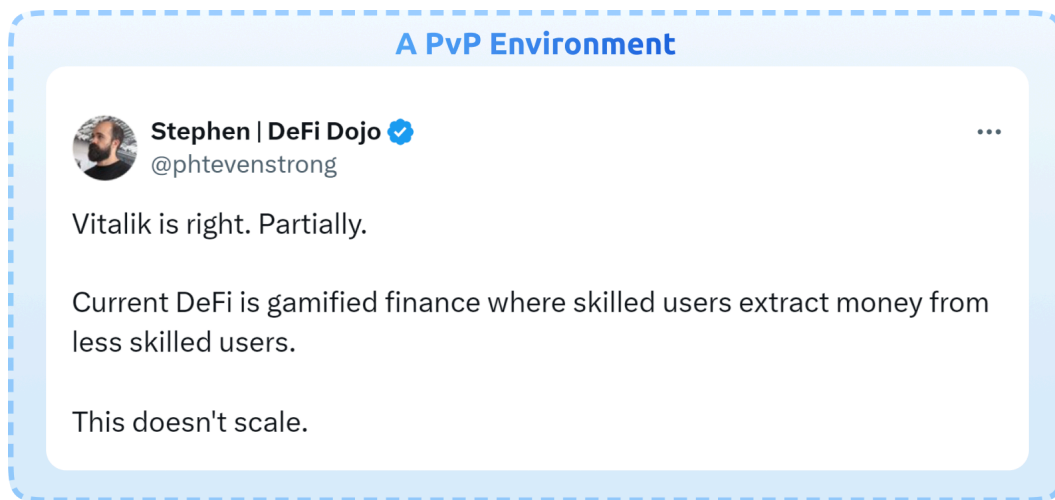 A PvP Environment
Stephen | DeFi Dojo
@phtevenstrong
Vitalik is right. Partially.
Current DeFi is gamified finance where skilled users extract money from
less skilled users.
This doesn't scale.